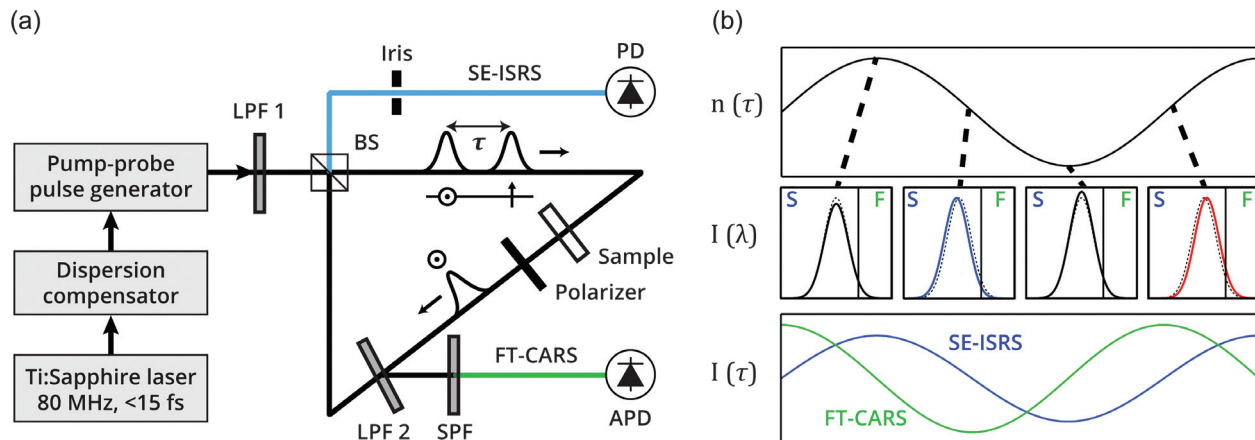 (a)
Iris
SE-ISRS
PD
LPF 1
BS
τ
Pump-probe
pulse generator
Dispersion
compensator
Ti:Sapphire laser
80 MHz, <15 fs
Sample
Polarizer
FT-CARS
LPF 2
SPF
APD
(b)
n (τ)
I (λ)
S F
S F
S F
S F
I (τ)
SE-ISRS
FT-CARS